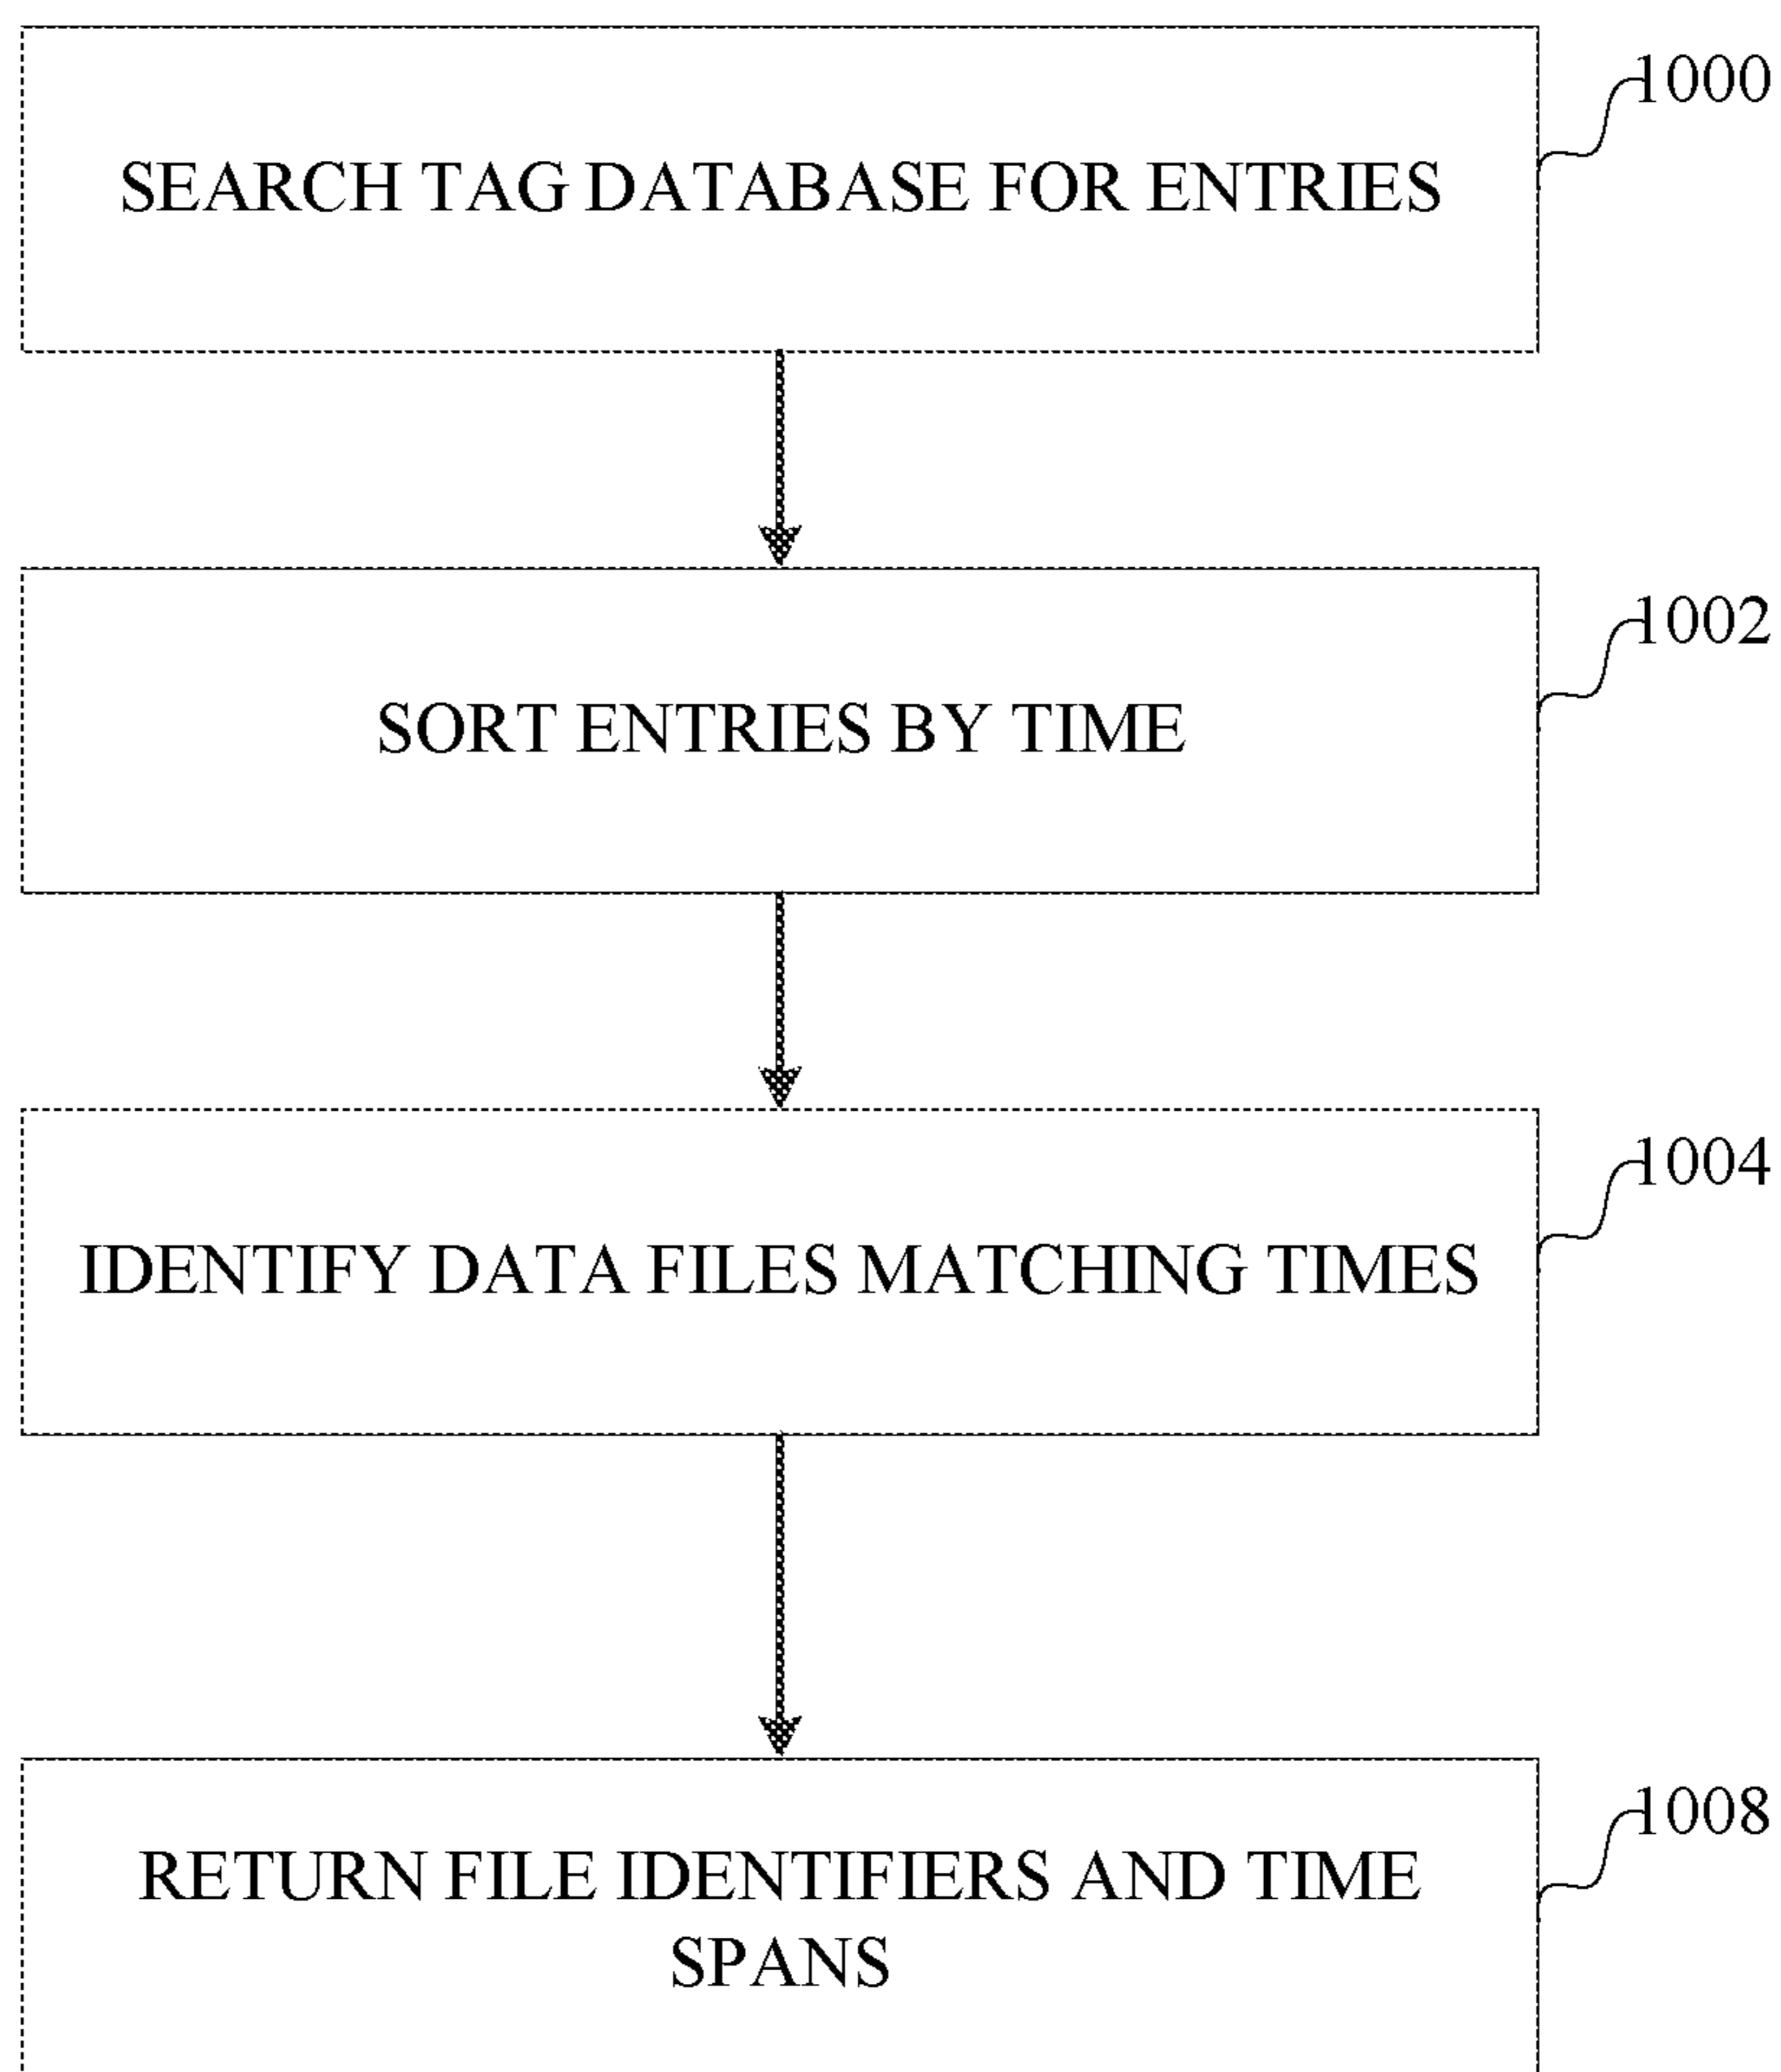 1000
SEARCH TAG DATABASE FOR ENTRIES
1002
SORT ENTRIES BY TIME
1004
IDENTIFY DATA FILES MATCHING TIMES
1008
RETURN FILE IDENTIFIERS AND TIME
SPANS